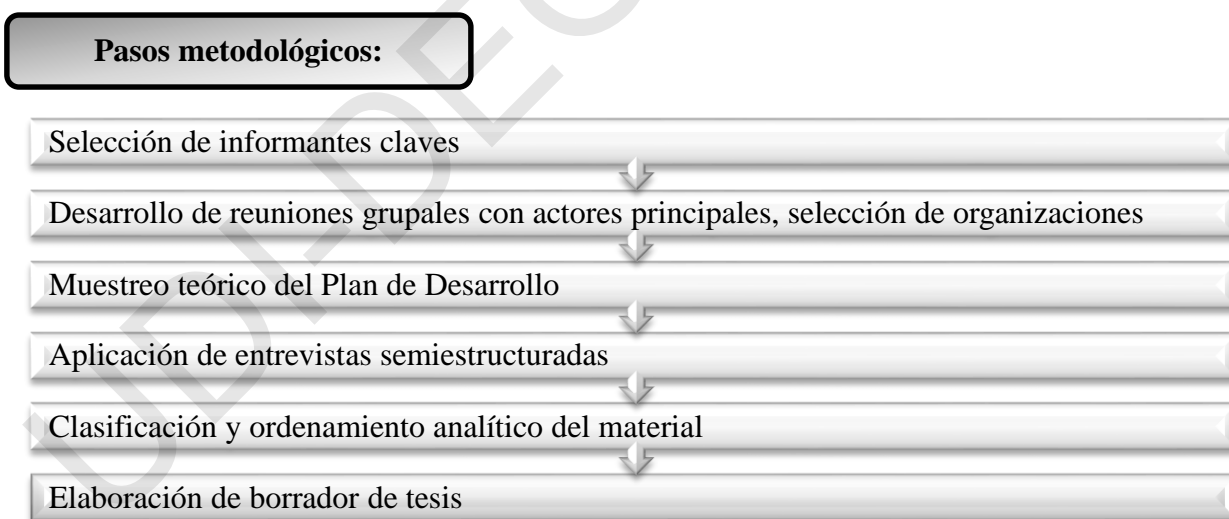 Pasos metodológicos:
Selección de informantes claves
Desarrollo de reuniones grupales con actores principales, selección de organizaciones
Muestreo teórico del Plan de Desarrollo
Aplicación de entrevistas semiestructuradas
Clasificación y ordenamiento analítico del material
Elaboración de borrador de tesis